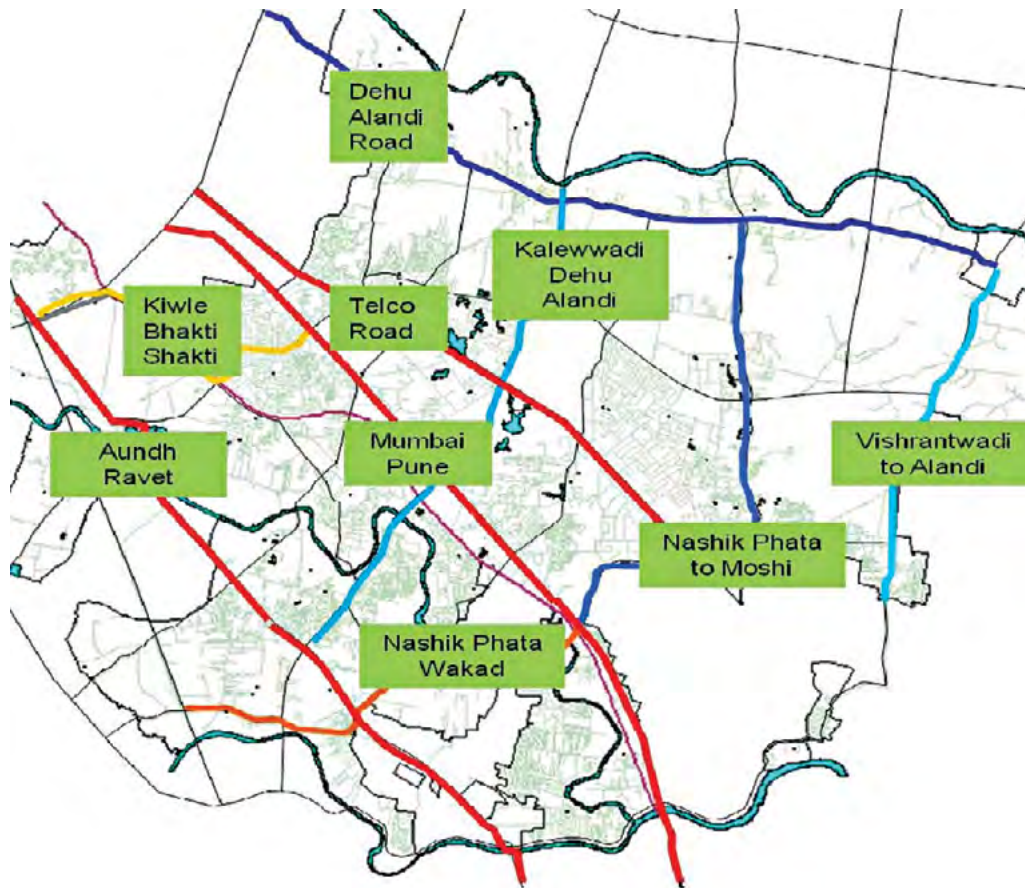 Dehu
Alandi
Road
Kalewwadi
Dehu
Alandi
Kiwle
Bhakti
Shakti
Telco
Road
Aundh
Ravet
Mumbai
Pune
Vishrantwadi
to Alandi
Nashik Phata
to Moshi
Nashik Phata
Wakad